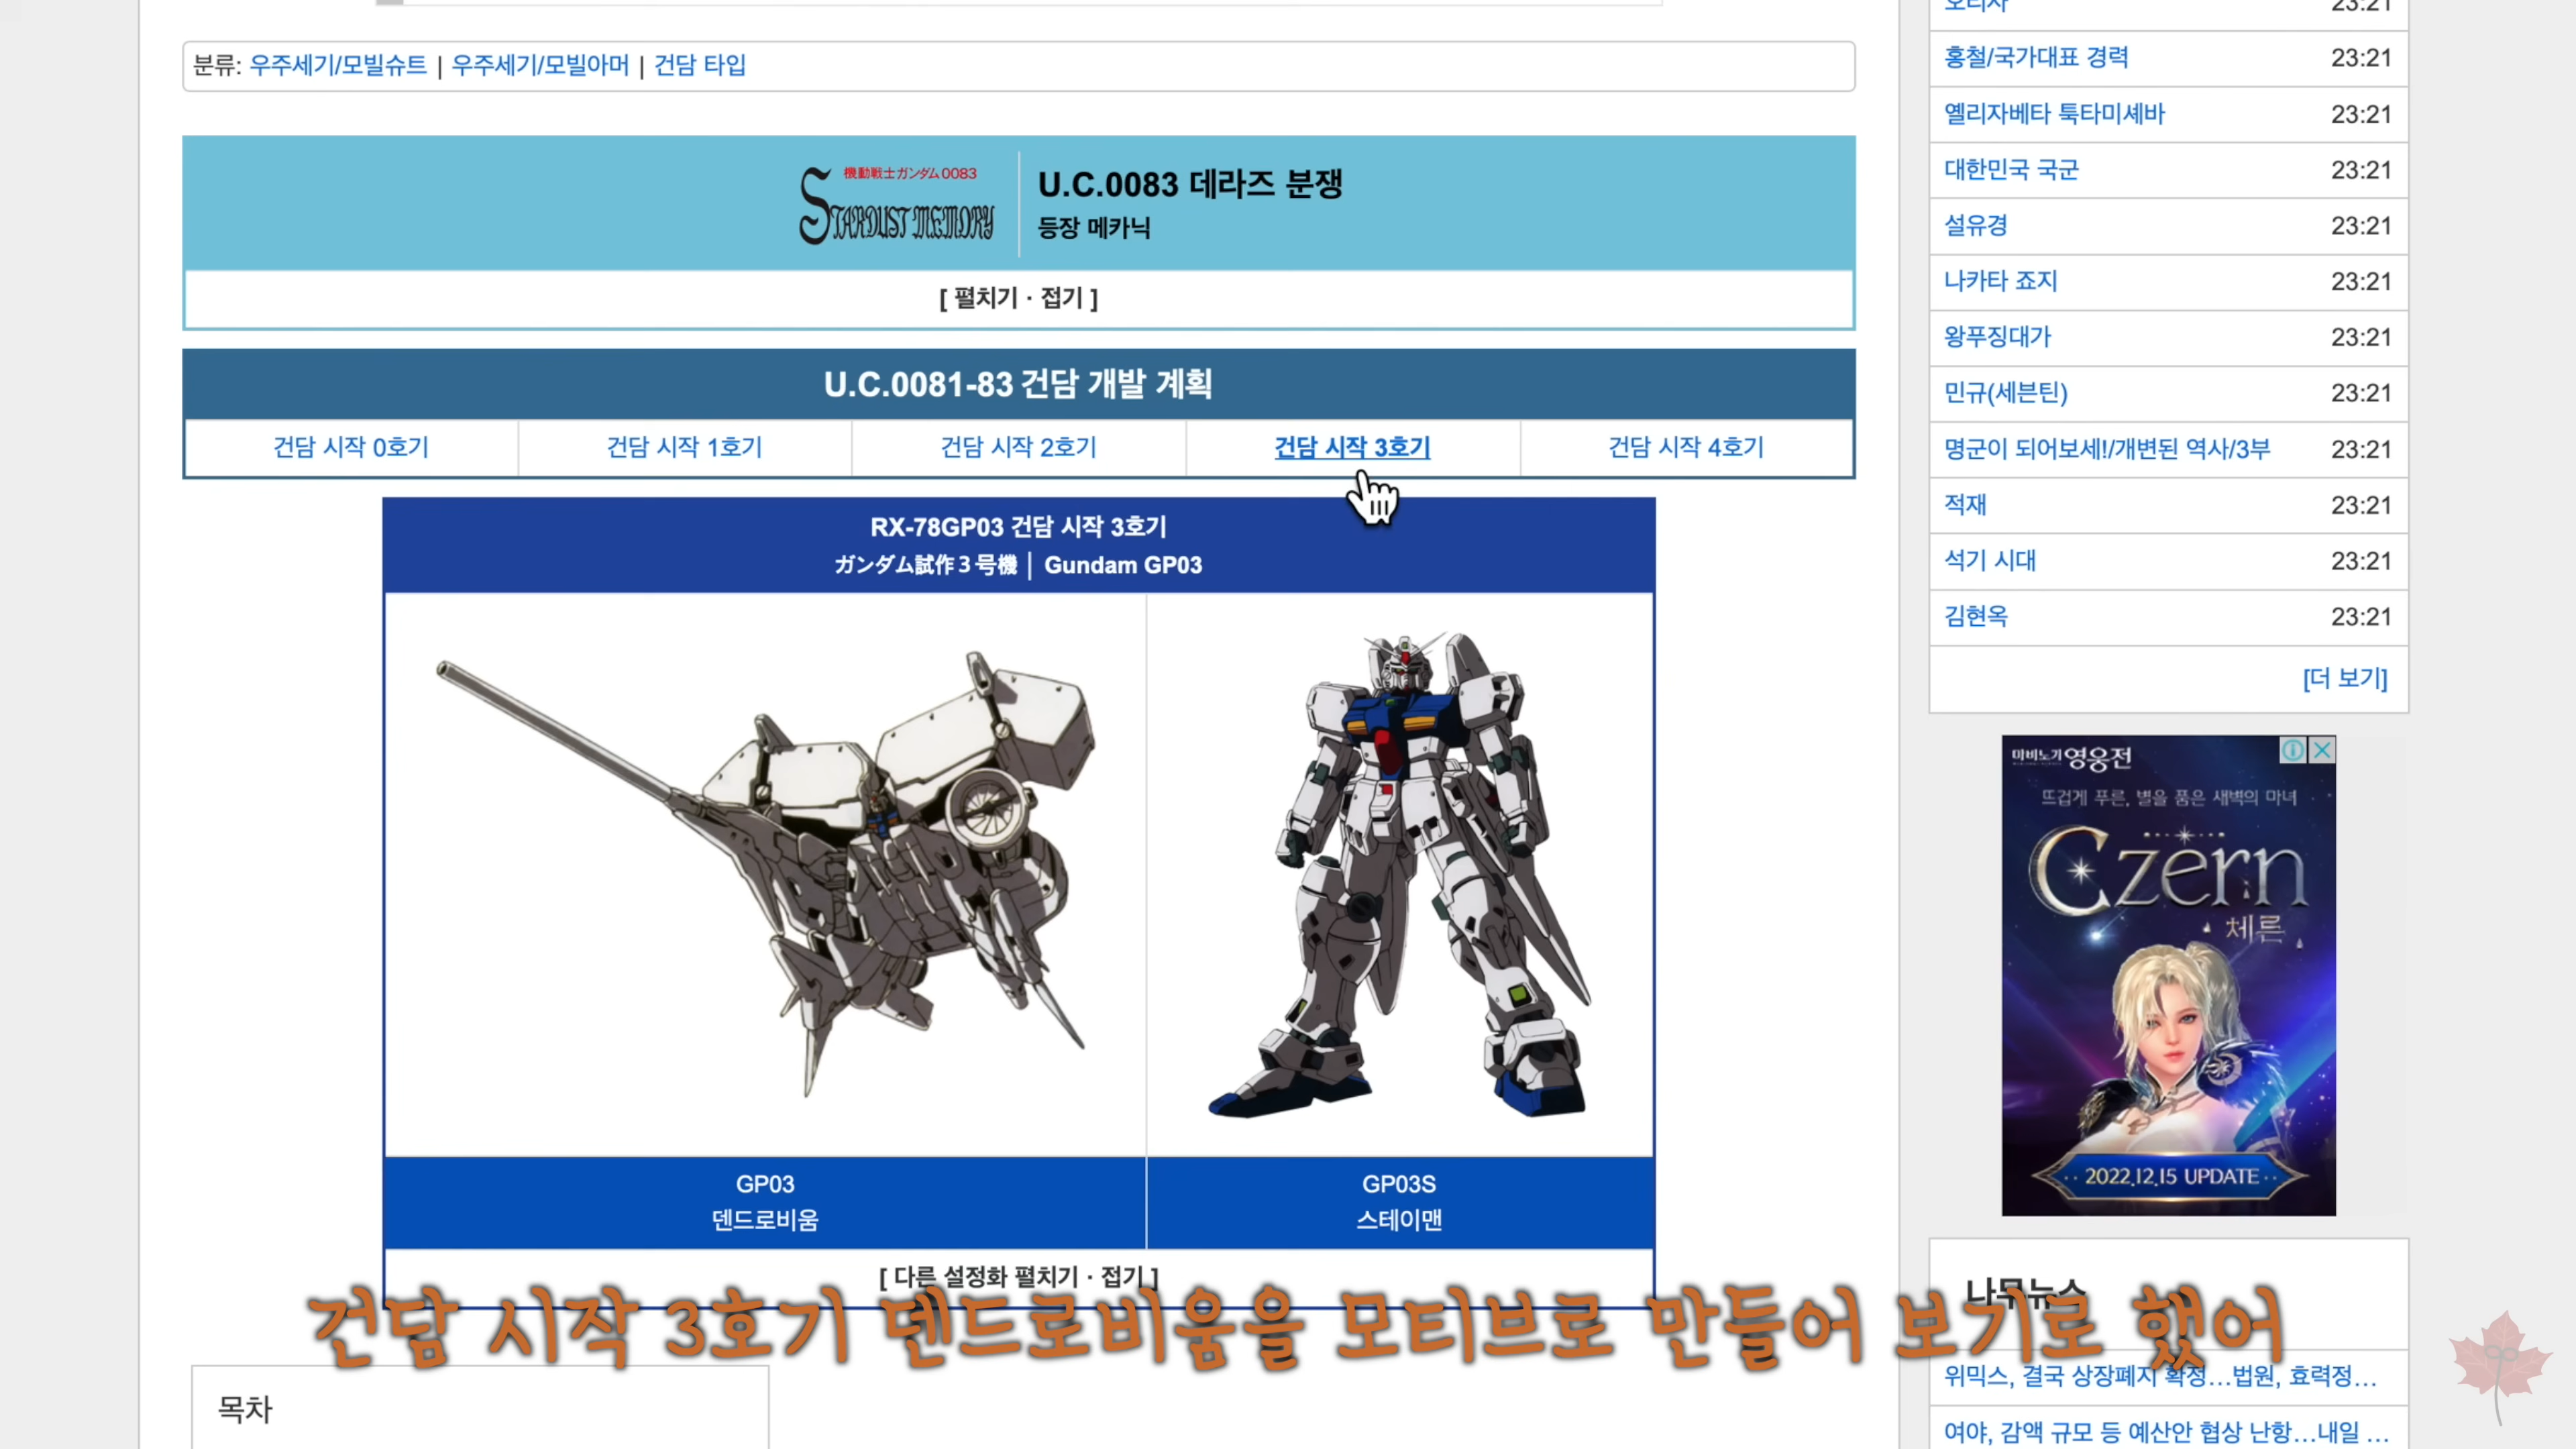 분류: 우주세기/모빌슈트 | 우주세기/모빌아머 | 건담 타입
機動戦士ガンダム0083
STARDUST MEMORY
U.C.0083 데라즈 분쟁
등장 메카닉
[ 펼치기 · 접기 ]
U.C.0081-83 건담 개발 계획
건담 시작 0호기
건담 시작 1호기
건담 시작 2호기
건담 시작 3호기
건담 시작 4호기
RX-78GP03 건담 시작 3호기
ガンダム試作3号機 │ Gundam GP03
GP03
덴드로비움
GP03S
스테이맨
[ 다른 설정화 펼치기 · 접기 ]
건담 시작 3호기 덴드로비움을 모티브로 만들어 보기로 했어
목차
23:21
홍철/국가대표 경력 23:21
옐리자베타 툭타미셰바 23:21
대한민국 국군 23:21
설유경 23:21
나카타 죠지 23:21
왕푸징대가 23:21
민규(세븐틴) 23:21
명군이 되어보세!/개변된 역사/3부 23:21
적재 23:21
석기 시대 23:21
김현옥 23:21
[더 보기]
마비노기 영웅전
뜨겁게 푸른, 별을 품은 새벽의 마녀
Czern
체른
2022.12.15 UPDATE
나무뉴스
위믹스, 결국 상장폐지 확정…법원, 효력정…
여야, 감액 규모 등 예산안 협상 난항…내일 …